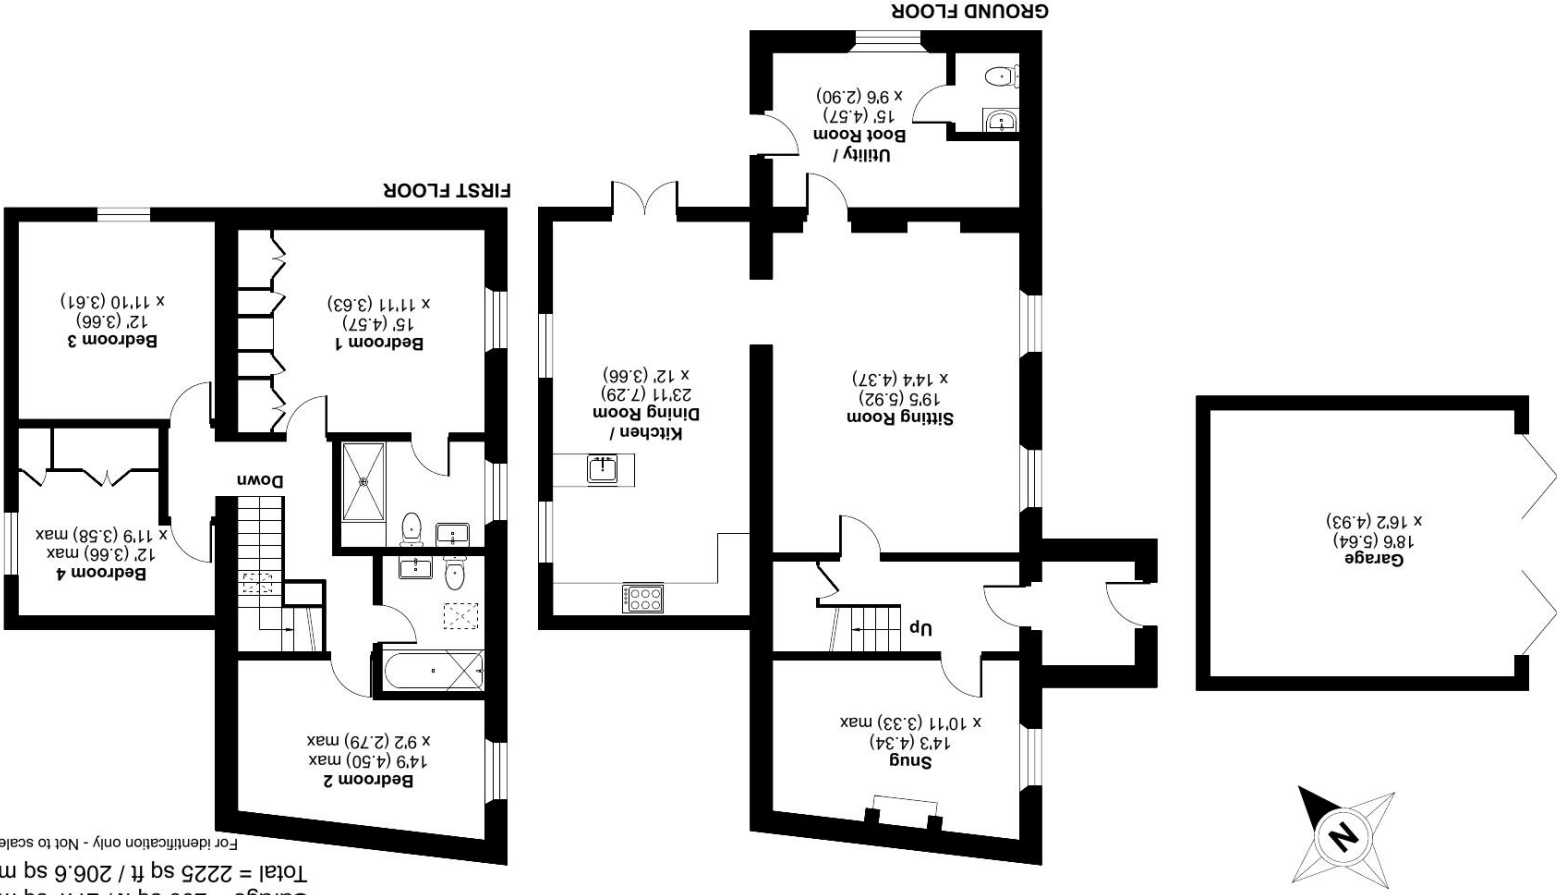 Total = 2225 sq ft / 206.6 sq m
For identification only - Not to scale
N
Garage
18'6 (5.64)
x 16'2 (4.93)
Snug
14'3 (4.34)
x 10'11 (3.33) max
Up
Sitting Room
19'5 (5.92)
x 14'4 (4.37)
Kitchen /
Dining Room
23'11 (7.29)
x 12' (3.66)
Utility /
Boot Room
15' (4.57)
x 9'6 (2.90)
GROUND FLOOR
Bedroom 2
14'9 (4.50) max
x 9'2 (2.79) max
Down
Bedroom 4
12' (3.66) max
x 11'9 (3.58) max
Bedroom 1
15' (4.57)
x 11'11 (3.63)
Bedroom 3
12' (3.66)
x 11'10 (3.61)
FIRST FLOOR